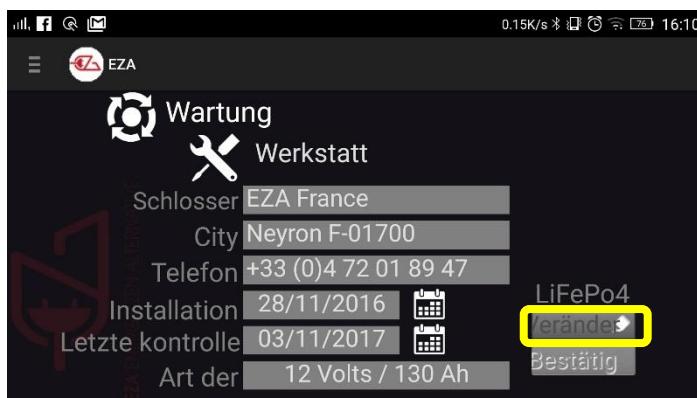 0.15K/s 76 16:10
EZA
Wartung
Werkstatt
Schlosser EZA France
City Neyron F-01700
Telefon +33 (0)4 72 01 89 47
Installation 28/11/2016
Letzte kontrolle 03/11/2017
Art der 12 Volts / 130 Ah
LiFePo4
Veränder
Bestätig